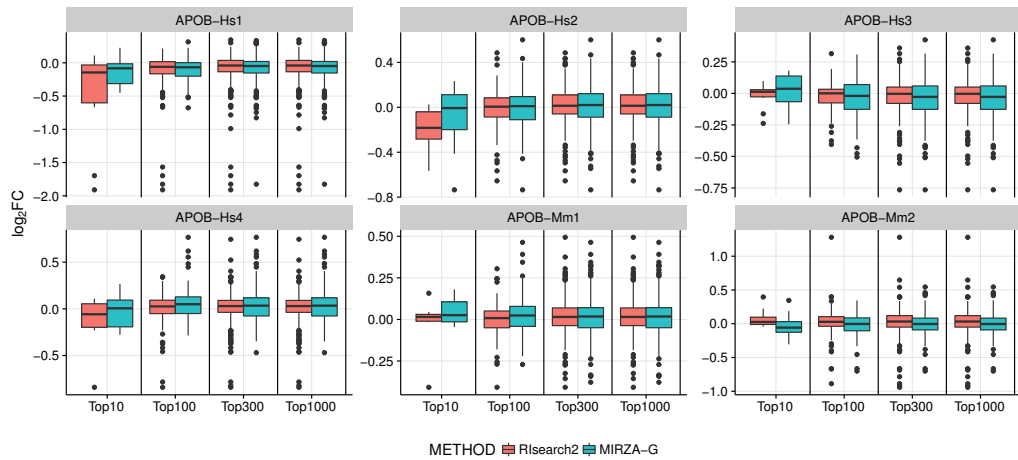 APOB−Hs1 APOB−Hs2 APOB−Hs3
0.0 −0.5 −1.0 −1.5 −2.0
0.4 0.0 −0.4 −0.8
0.25 0.00 −0.25 −0.50 −0.75
log2FC
APOB−Hs4 APOB−Mm1 APOB−Mm2
0.5 0.0 −0.5
0.50 0.25 0.00 −0.25
1.0 0.5 0.0 −0.5 −1.0
Top10 Top100 Top300 Top1000 Top10 Top100 Top300 Top1000 Top10 Top100 Top300 Top1000
METHOD RIsearch2 MIRZA−G